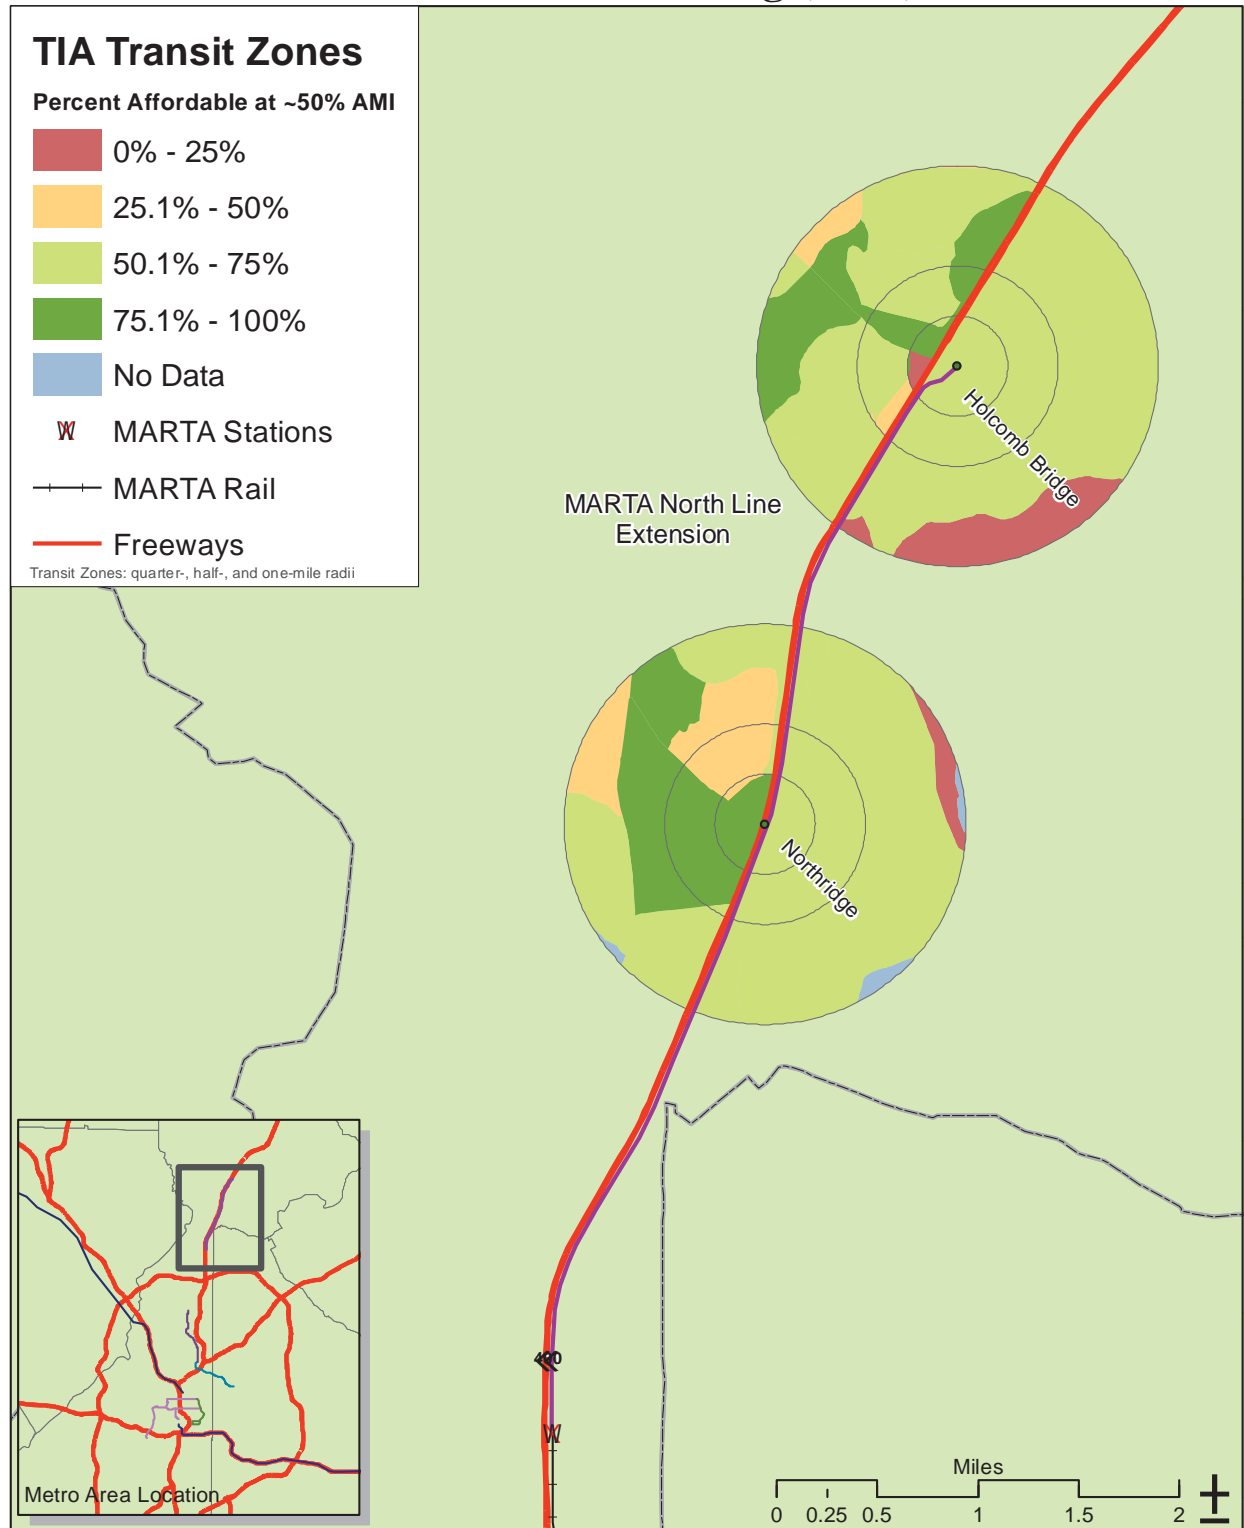 TIA Transit Zones
Percent Affordable at ~50% AMI
0% - 25%
25.1% - 50%
50.1% - 75%
75.1% - 100%
No Data
MARTA Stations
MARTA Rail
Freeways
Transit Zones: quarter-, half-, and one-mile radii
Holcomb Bridge
MARTA North Line
Extension
Northridge
Metro Area Location
Miles
0 0.25 0.5 1 1.5 2